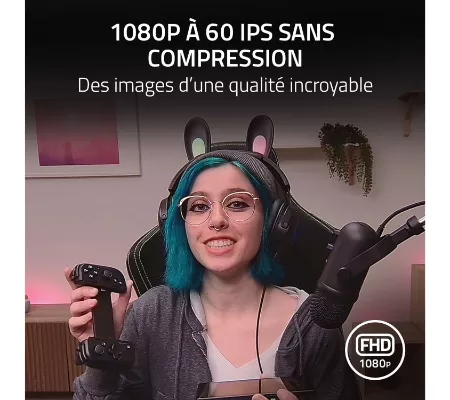 1080P À 60 IPS SANS
COMPRESSION
Des images d'une qualité incroyable
FHD
1080p